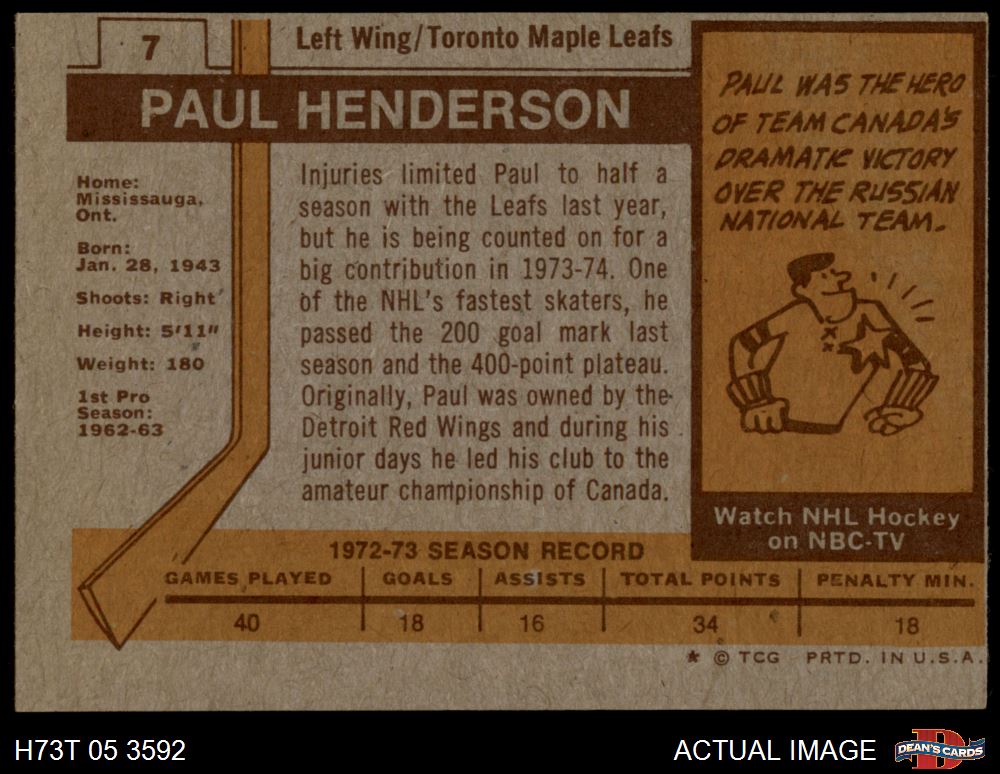 7
Left Wing/Toronto Maple Leafs
PAUL HENDERSON
Home:
Mississauga,
Ont.
Born:
Jan. 28, 1943
Shoots: Right
Height: 5'11"
Weight: 180
1st Pro
Season:
1962-63
Injuries limited Paul to half a
season with the Leafs last year,
but he is being counted on for a
big contribution in 1973-74. One
of the NHL's fastest skaters, he
passed the 200 goal mark last
season and the 400-point plateau.
Originally, Paul was owned by the
Detroit Red Wings and during his
junior days he led his club to the
amateur championship of Canada.
PAUL WAS THE HERO
OF TEAM CANADA'S
DRAMATIC VICTORY
OVER THE RUSSIAN
NATIONAL TEAM.
Watch NHL Hockey
on NBC-TV
1972-73 SEASON RECORD
GAMES PLAYED GOALS ASSISTS TOTAL POINTS PENALTY MIN.
40 18 16 34 18
* © TCG PRTD. IN U.S.A.
H73T 05 3592
ACTUAL IMAGE
D
DEAN'S CARDS